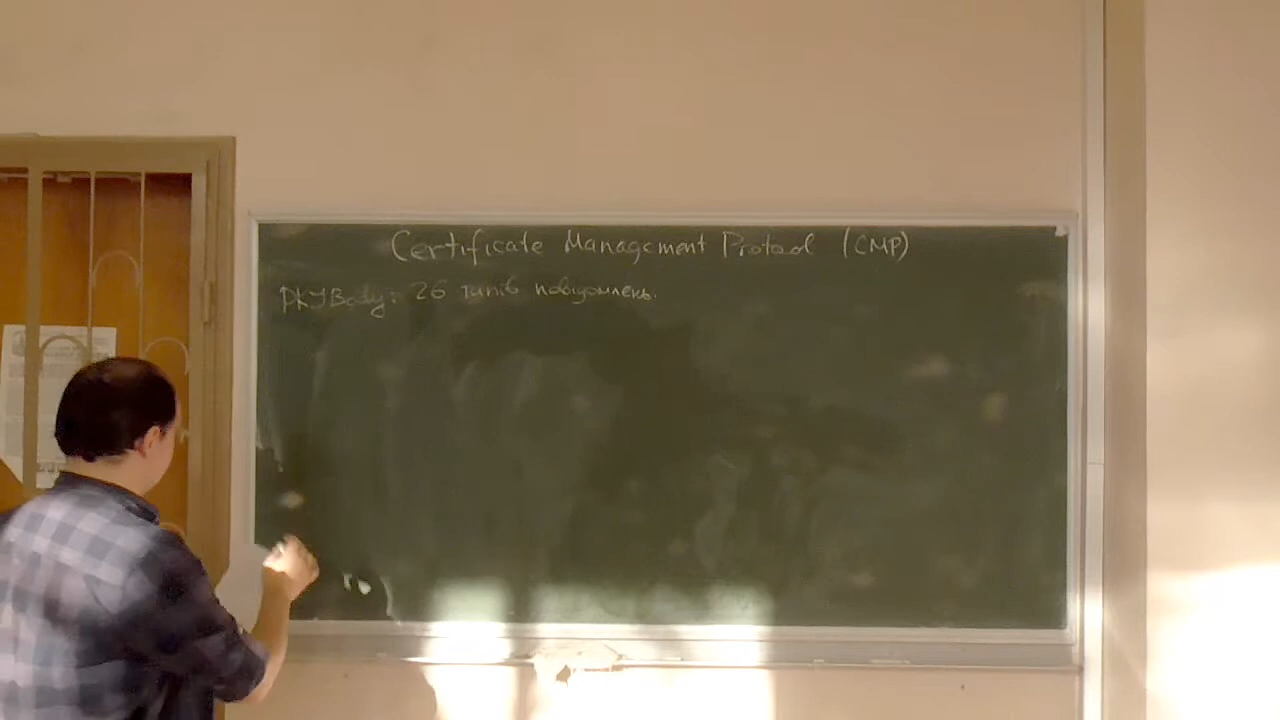 Certificate Management Protocol (CMP)
PKIBody: 26 типів повідомлень.